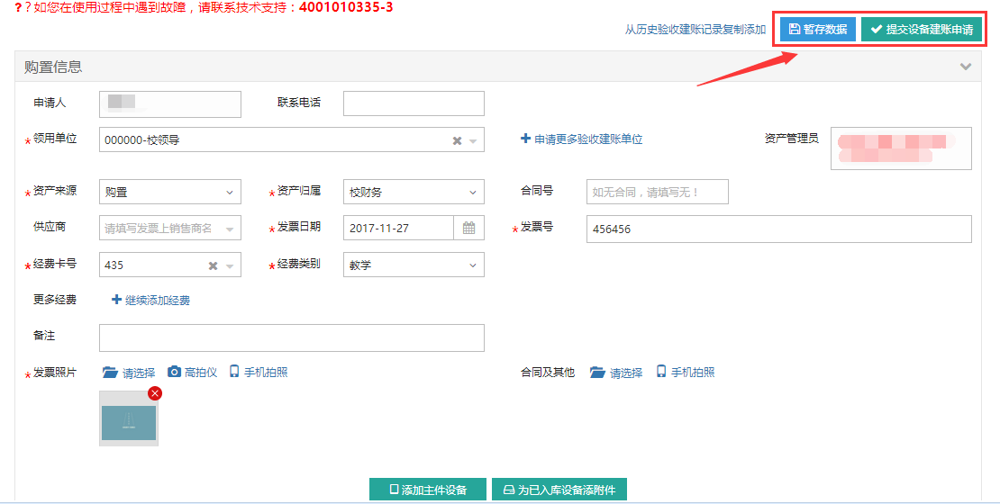 ??如您在使用过程中遇到故障，请联系技术支持：4001010335-3
从历史验收建账记录复制添加 暂存数据 提交设备建账申请
购置信息
申请人 联系电话
*领用单位 000000-校领导 申请更多验收建账单位 资产管理员
*资产来源 购置 *资产归属 校财务 合同号 如无合同，请填写无！
供应商 请填写发票上销售商名 *发票日期 2017-11-27 *发票号 456456
*经费卡号 435 *经费类别 教学
更多经费 继续添加经费
备注
*发票照片 请选择 高拍仪 手机拍照 合同及其他 请选择 手机拍照
添加主件设备 为已入库设备添附件